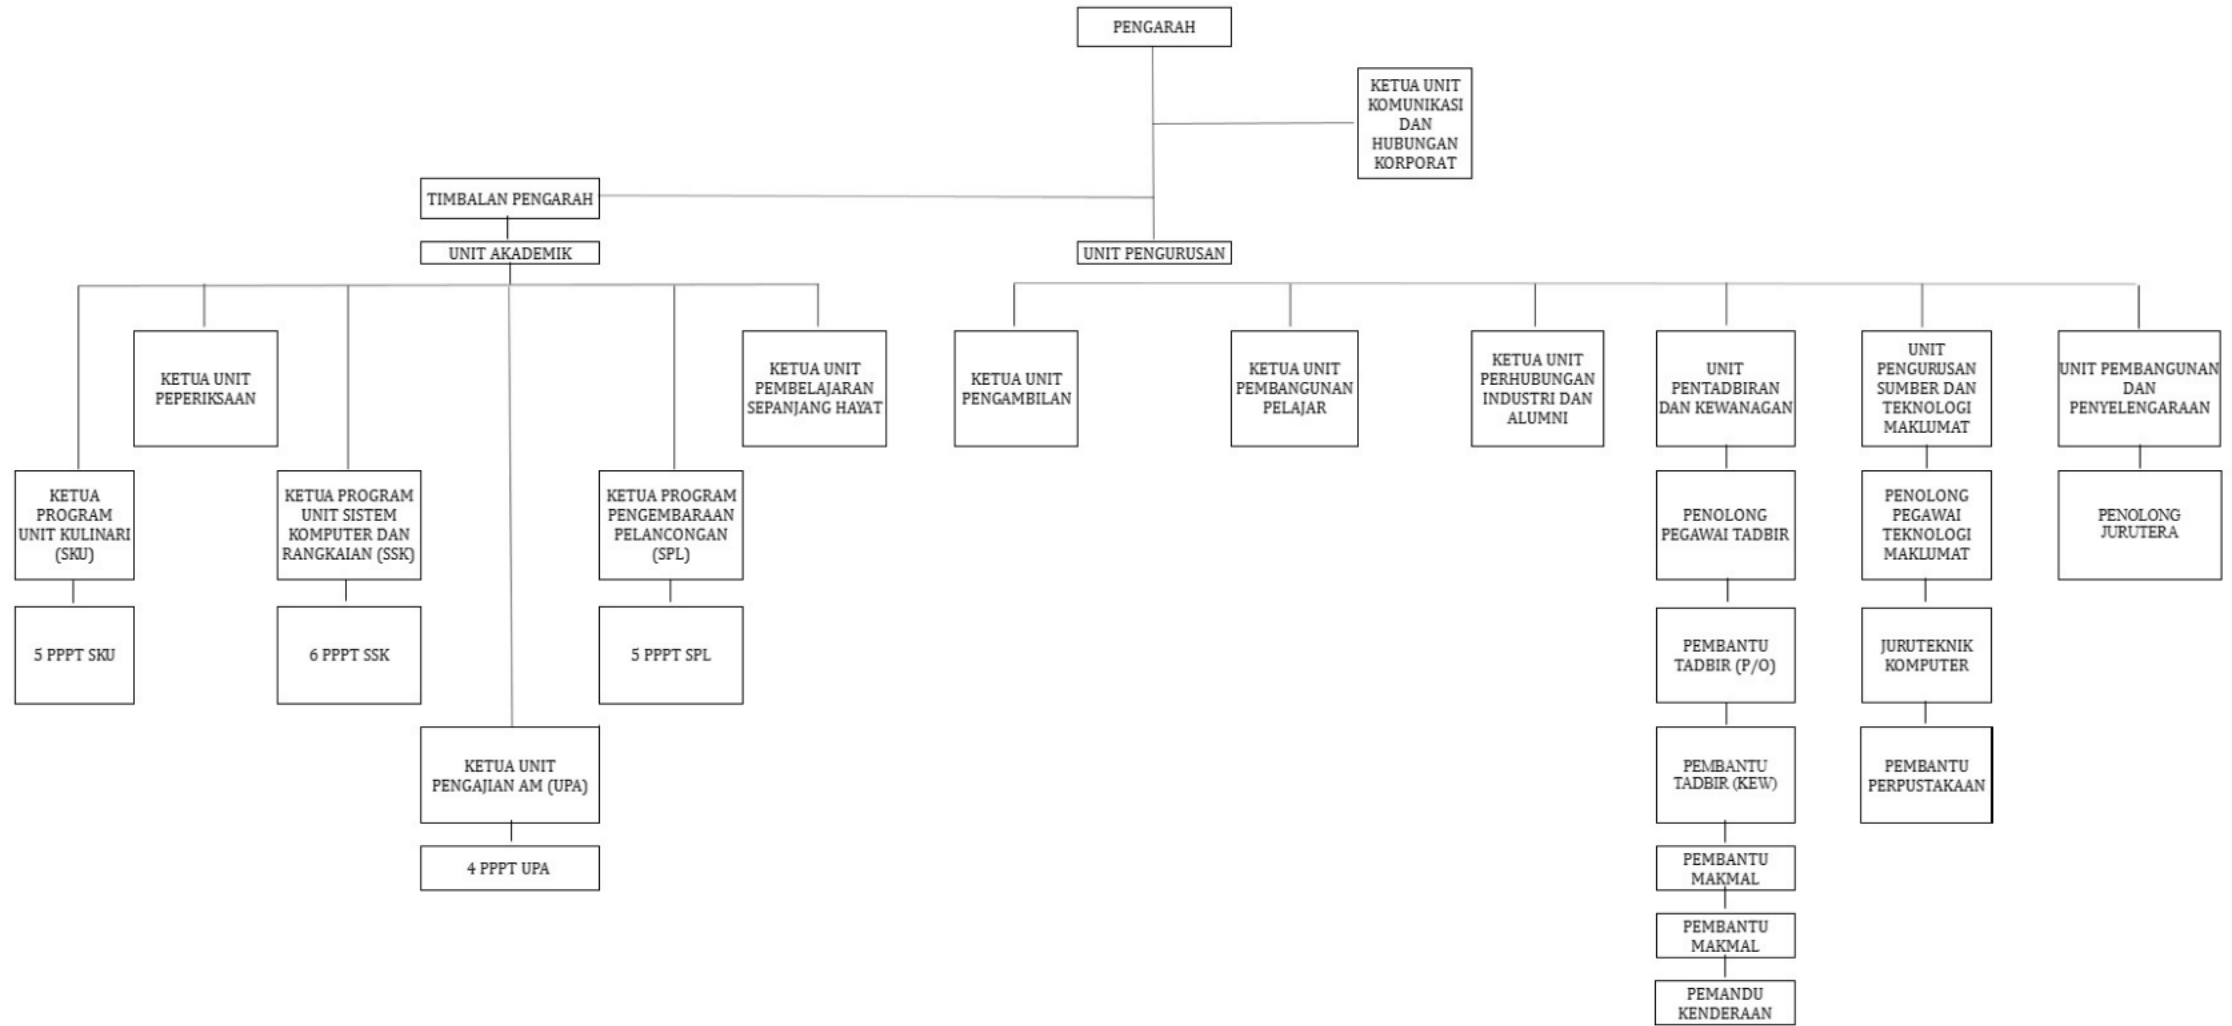 PENGARAH
KETUA UNIT
KOMUNIKASI
DAN
HUBUNGAN
KORPORAT
TIMBALAN PENGARAH
UNIT AKADEMIK
UNIT PENGURUSAN
KETUA UNIT
PEPERIKSAAN
KETUA UNIT
PEMBELAJARAN
SEPANJANG HAYAT
KETUA UNIT
PENGAMBILAN
KETUA UNIT
PEMBANGUNAN
PELAJAR
KETUA UNIT
PERHUBUNGAN
INDUSTRI DAN
ALUMNI
UNIT
PENTADBIRAN
DAN KEWANAGAN
UNIT
PENGURUSAN
SUMBER DAN
TEKNOLOGI
MAKLUMAT
UNIT PEMBANGUNAN
DAN
PENYELENGARAAN
KETUA
PROGRAM
UNIT KULINARI
(SKU)
KETUA PROGRAM
UNIT SISTEM
KOMPUTER DAN
RANGKAIAN (SSK)
KETUA PROGRAM
PENGEMBARAAN
PELANCONGAN
(SPL)
PENOLONG
PEGAWAI TADBIR
PENOLONG
PEGAWAI
TEKNOLOGI
MAKLUMAT
PENOLONG
JURUTERA
5 PPPT SKU
6 PPPT SSK
5 PPPT SPL
PEMBANTU
TADBIR (P/O)
JURUTEKNIK
KOMPUTER
KETUA UNIT
PENGAJIAN AM (UPA)
PEMBANTU
TADBIR (KEW)
PEMBANTU
PERPUSTAKAAN
4 PPPT UPA
PEMBANTU
MAKMAL
PEMBANTU
MAKMAL
PEMANDU
KENDERAAN